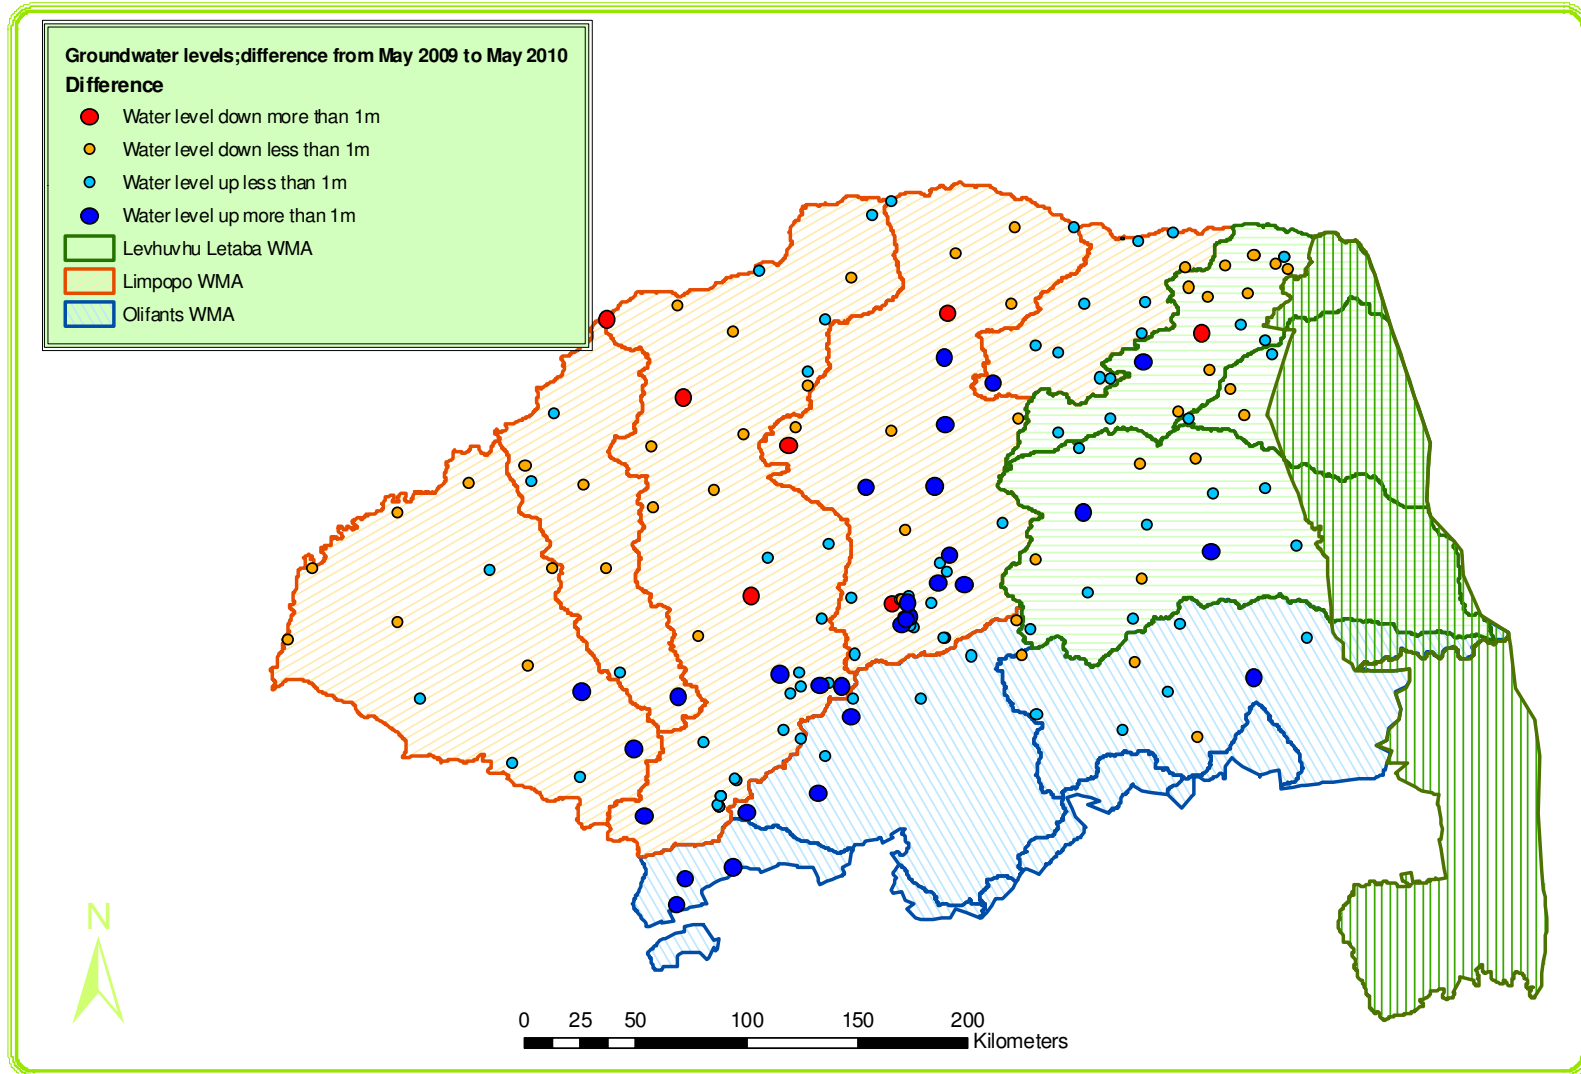 Groundwater levels;difference from May 2009 to May 2010
Difference
Water level down more than 1m
Water level down less than 1m
Water level up less than 1m
Water level up more than 1m
Levhuvhu Letaba WMA
Limpopo WMA
Olifants WMA
N
0 25 50 100 150 200
Kilometers